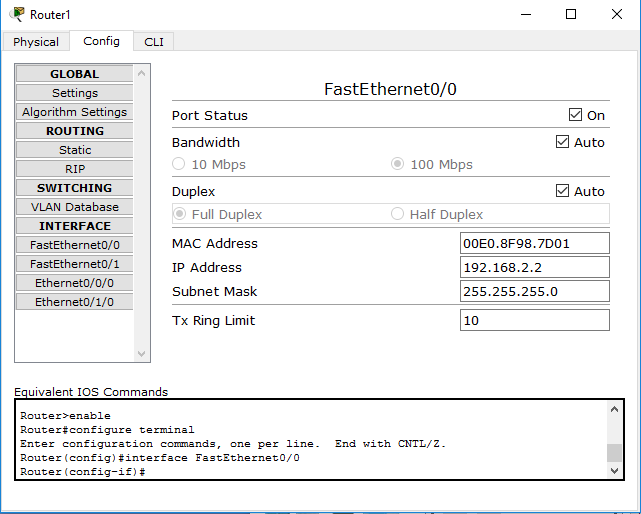 Router1
Physical Config CLI
GLOBAL
Settings
Algorithm Settings
ROUTING
Static
RIP
SWITCHING
VLAN Database
INTERFACE
FastEthernet0/0
FastEthernet0/1
Ethernet0/0/0
Ethernet0/1/0
FastEthernet0/0
Port Status On
Bandwidth Auto
10 Mbps 100 Mbps
Duplex Auto
Full Duplex Half Duplex
MAC Address 00E0.8F98.7D01
IP Address 192.168.2.2
Subnet Mask 255.255.255.0
Tx Ring Limit 10
Equivalent IOS Commands
Router>enable
Router#configure terminal
Enter configuration commands, one per line.  End with CNTL/Z.
Router(config)#interface FastEthernet0/0
Router(config-if)#